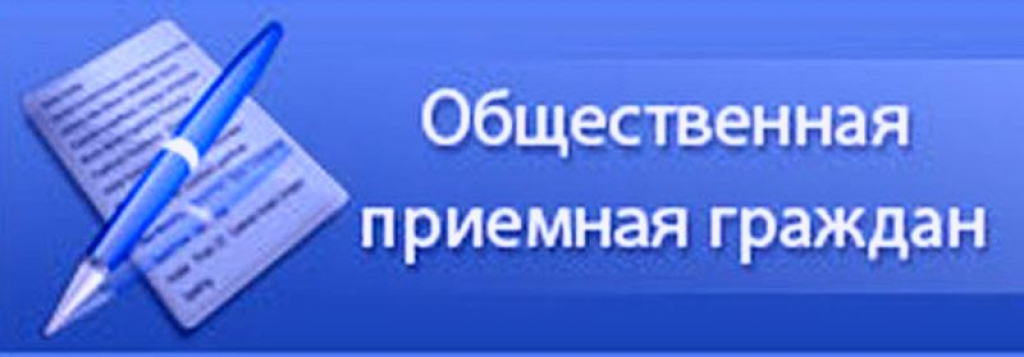 Общественная
приемная граждан